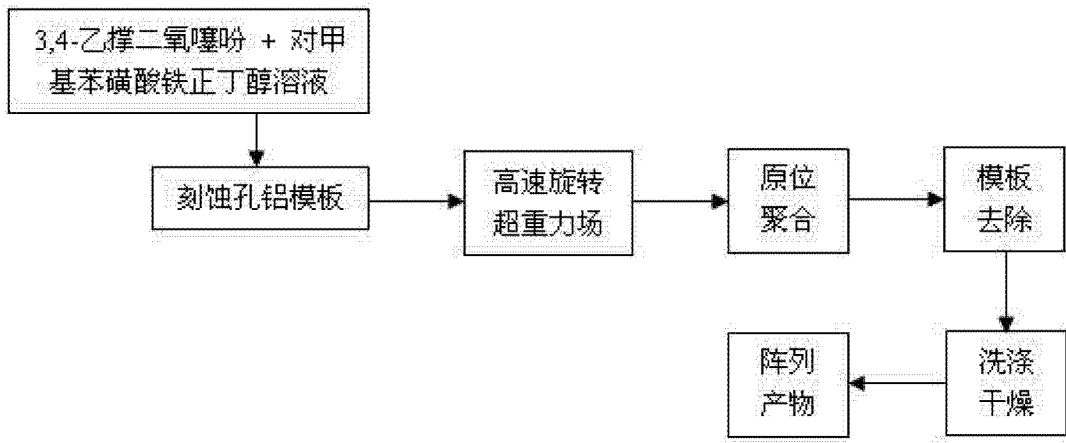 3,4-乙撑二氧噻吩 + 对甲
基苯磺酸铁正丁醇溶液
刻蚀孔铝模板
高速旋转
超重力场
原位
聚合
模板
去除
洗涤
干燥
阵列
产物